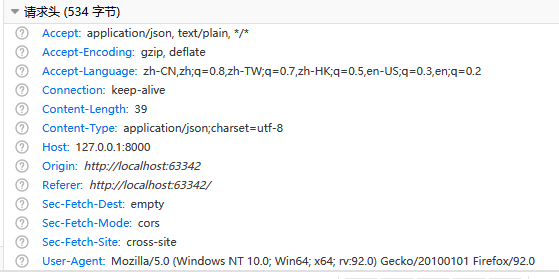 请求头 (534 字节)
Accept: application/json, text/plain, */*
Accept-Encoding: gzip, deflate
Accept-Language: zh-CN,zh;q=0.8,zh-TW;q=0.7,zh-HK;q=0.5,en-US;q=0.3,en;q=0.2
Connection: keep-alive
Content-Length: 39
Content-Type: application/json;charset=utf-8
Host: 127.0.0.1:8000
Origin: http://localhost:63342
Referer: http://localhost:63342/
Sec-Fetch-Dest: empty
Sec-Fetch-Mode: cors
Sec-Fetch-Site: cross-site
User-Agent: Mozilla/5.0 (Windows NT 10.0; Win64; x64; rv:92.0) Gecko/20100101 Firefox/92.0